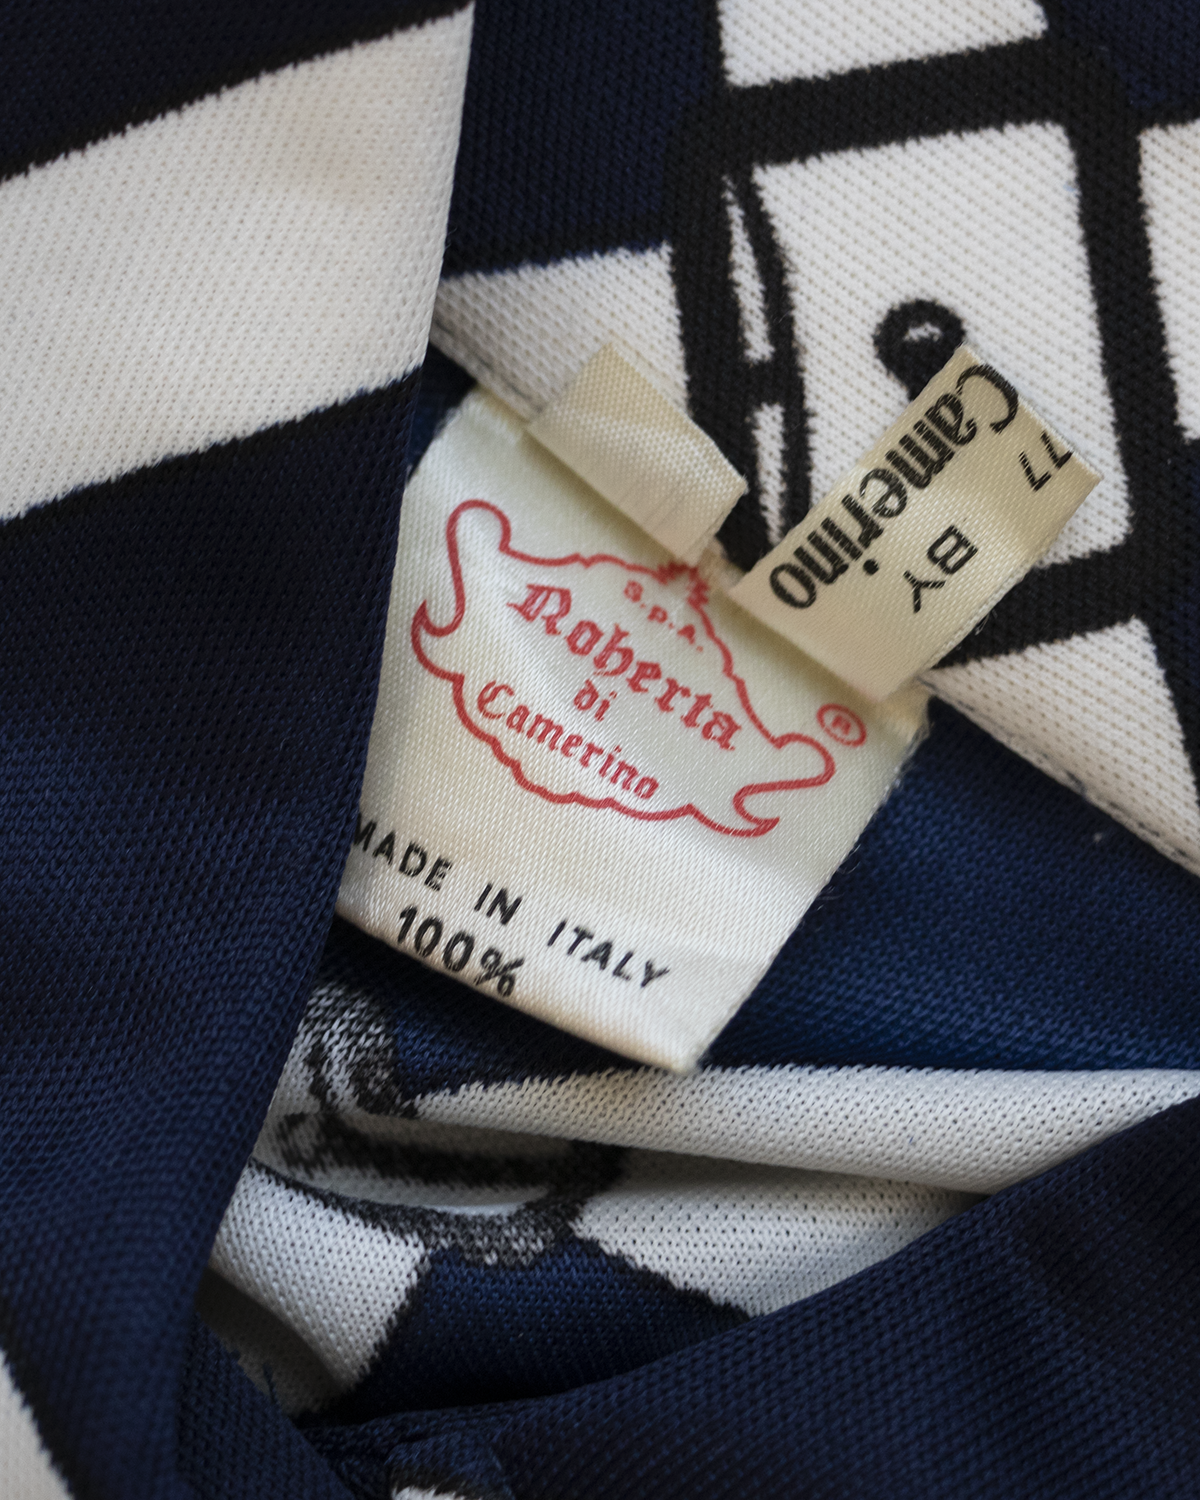 S.p.A.
Roberta
di
Camerino
®
MADE IN ITALY
100%
77 BY
Camerino